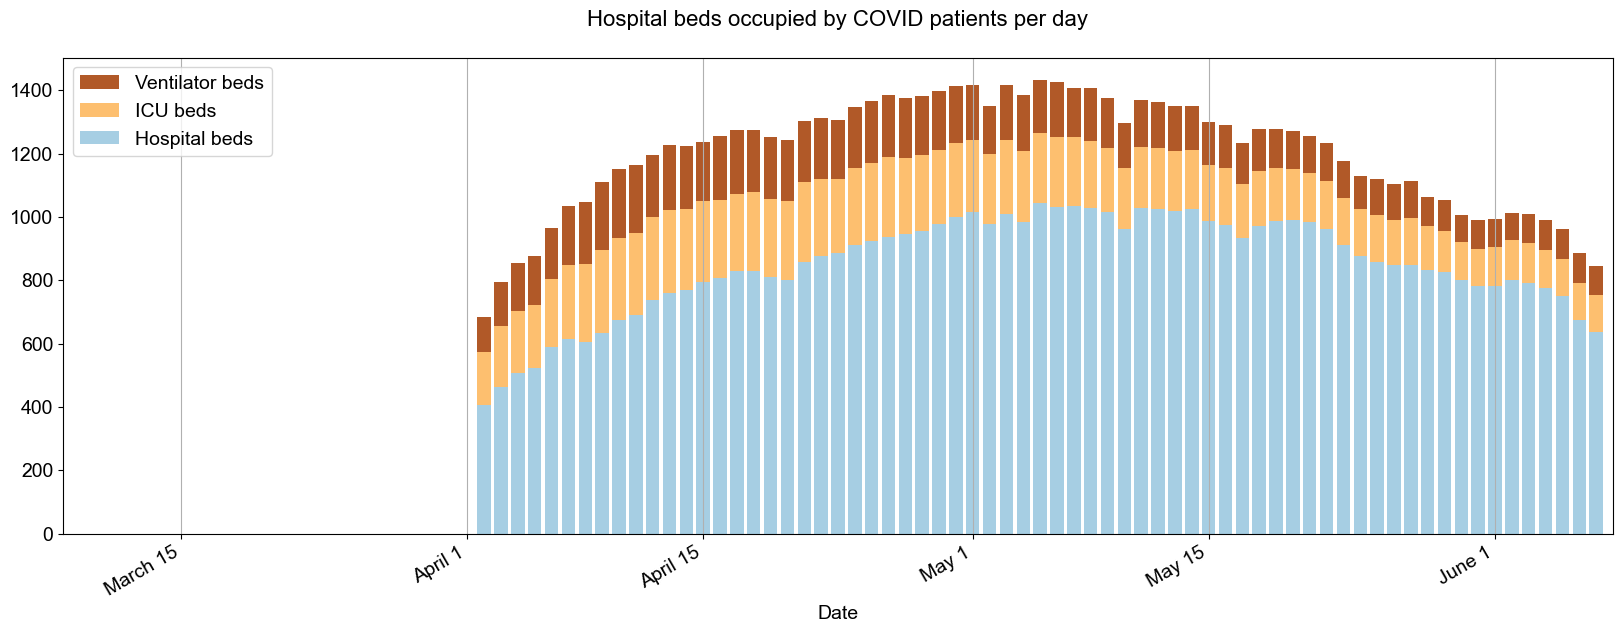 Hospital beds occupied by COVID patients per day
Ventilator beds
ICU beds
Hospital beds
1400
1200
1000
800
600
400
200
0
March 15
April 1
April 15
May 1
May 15
June 1
Date